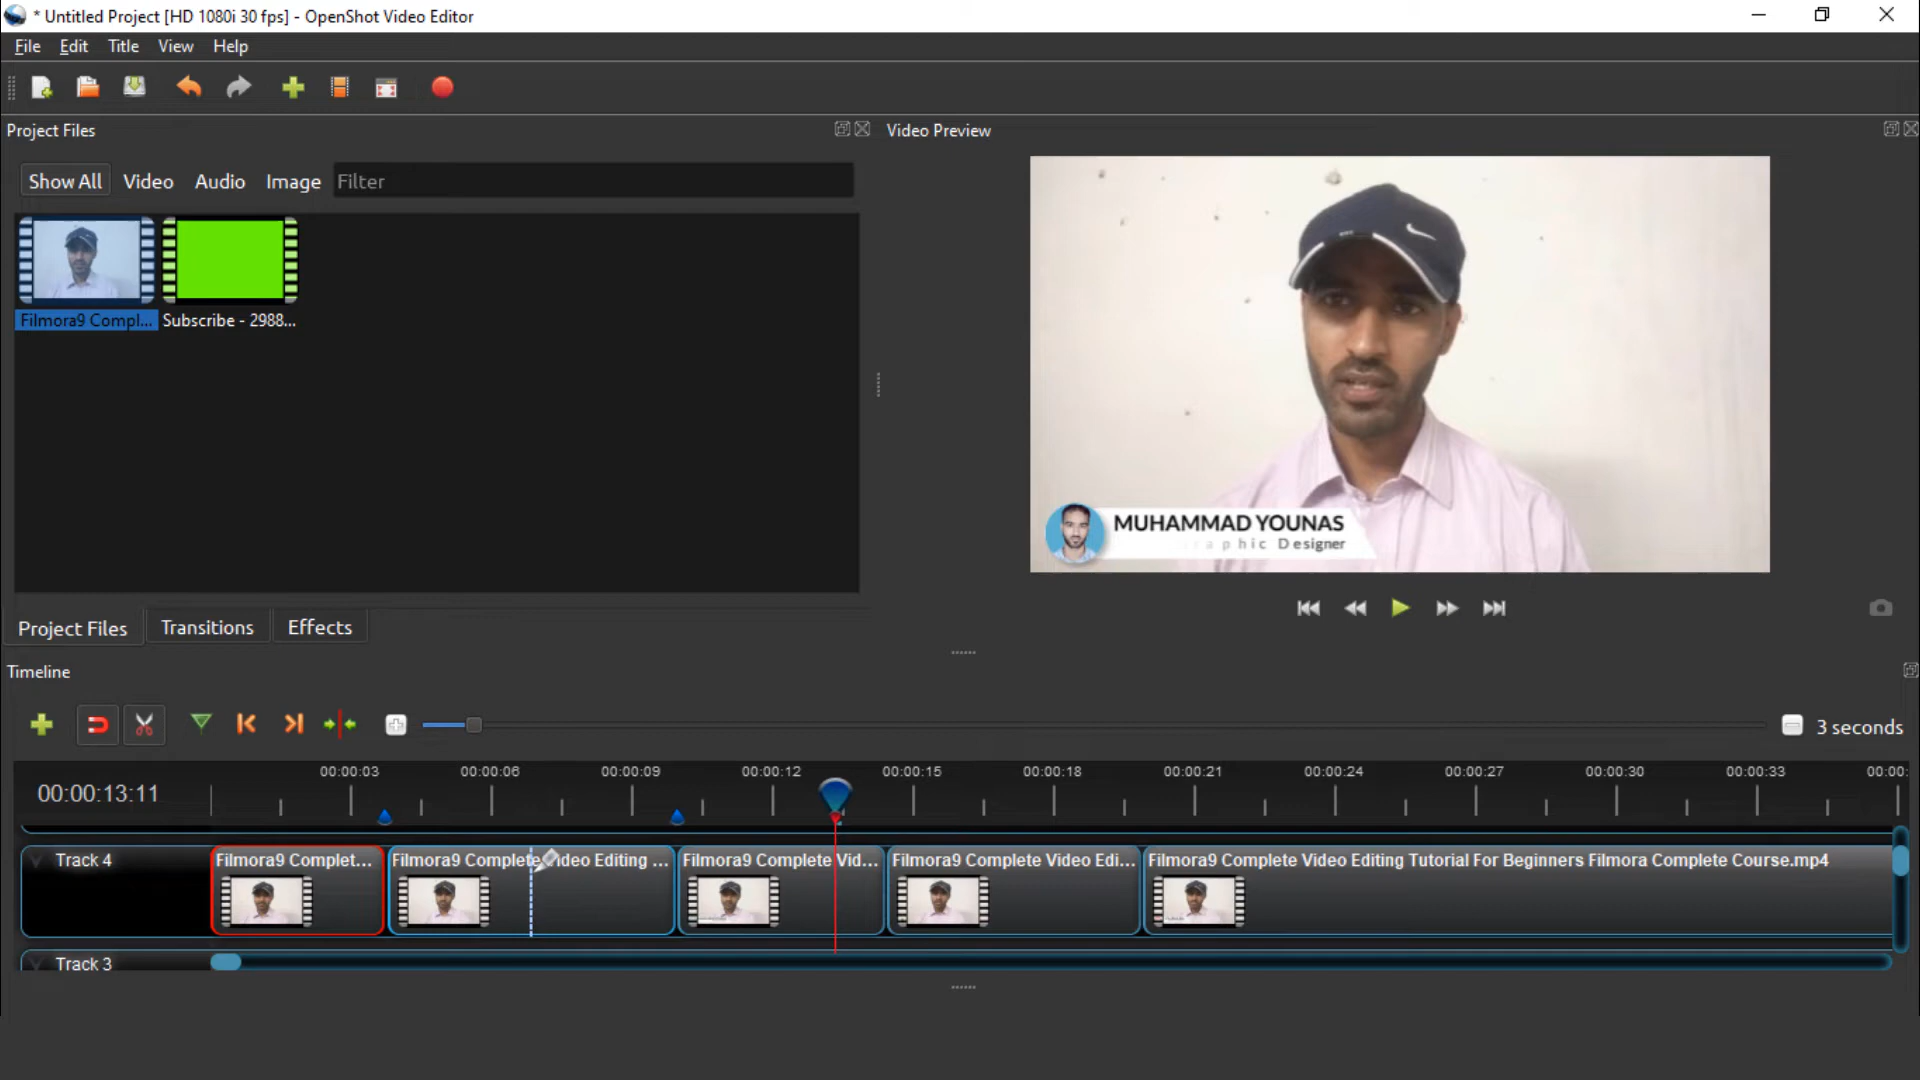 * Untitled Project [HD 1080i 30 fps] - OpenShot Video Editor
File Edit Title View Help
Project Files
Video Preview
Show All Video Audio Image Filter
Filmora9 Compl... Subscribe - 2988...
MUHAMMAD YOUNAS
aphic Designer
Project Files Transitions Effects
Timeline
3 seconds
00:00:03 00:00:06 00:00:09 00:00:12 00:00:15 00:00:18 00:00:21 00:00:24 00:00:27 00:00:30 00:00:33 00:00:
00:00:13:11
Track 4
Filmora9 Complet... Filmora9 Complete Video Editing ... Filmora9 Complete Vid... Filmora9 Complete Video Edi... Filmora9 Complete Video Editing Tutorial For Beginners Filmora Complete Course.mp4
Track 3